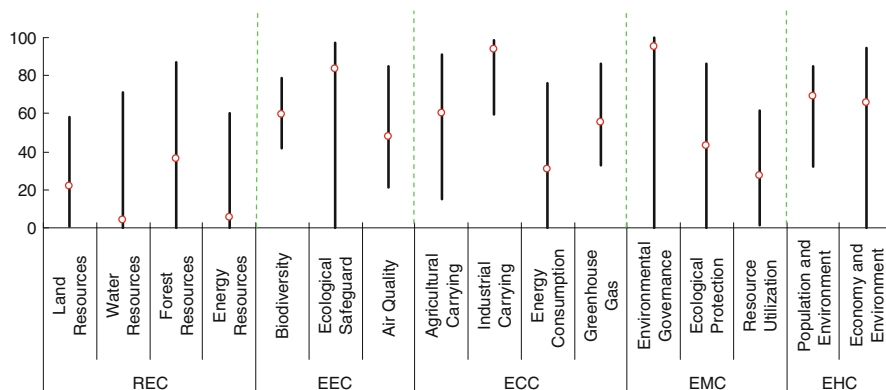 100
80
60
40
20
0
Land
Resources
Water
Resources
Forest
Resources
Energy
Resources
Biodiversity
Ecological
Safeguard
Air Quality
Agricultural
Carrying
Industrial
Carrying
Energy
Consumption
Greenhouse
Gas
Environmental
Governance
Ecological
Protection
Resource
Utilization
Population and
Environment
Economy and
Environment
REC
EEC
ECC
EMC
EHC